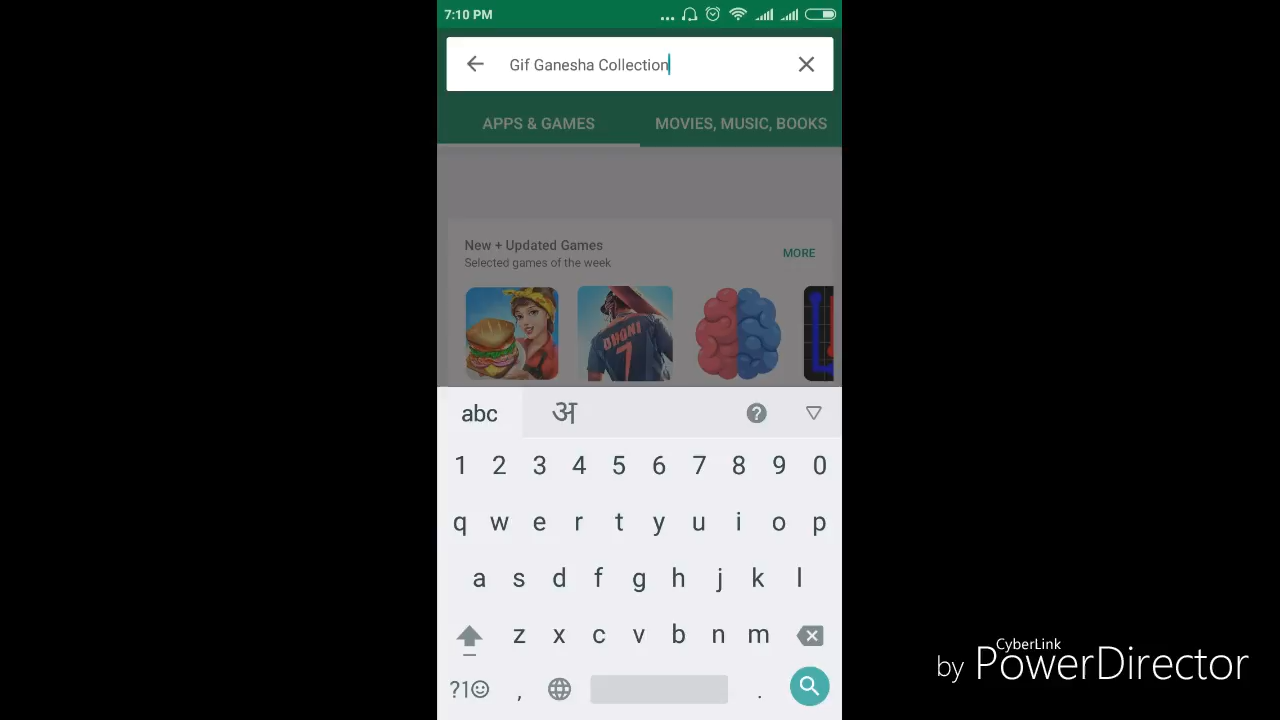 7:10 PM
Gif Ganesha Collection
APPS & GAMES
MOVIES, MUSIC, BOOKS
New + Updated Games
MORE
Selected games of the week
DHONI
7
abc अ ?
1 2 3 4 5 6 7 8 9 0
q w e r t y u i o p
a s d f g h j k l
z x c v b n m
?1☺ , .
CyberLink
by PowerDirector